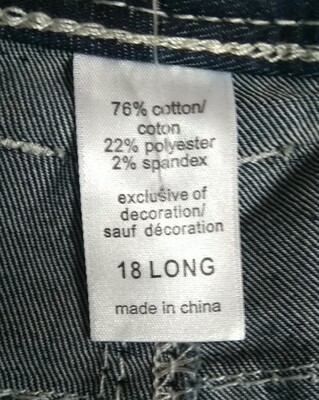 76% cotton/
coton
22% polyester
2% spandex
exclusive of
decoration/
sauf décoration
18 LONG
made in china